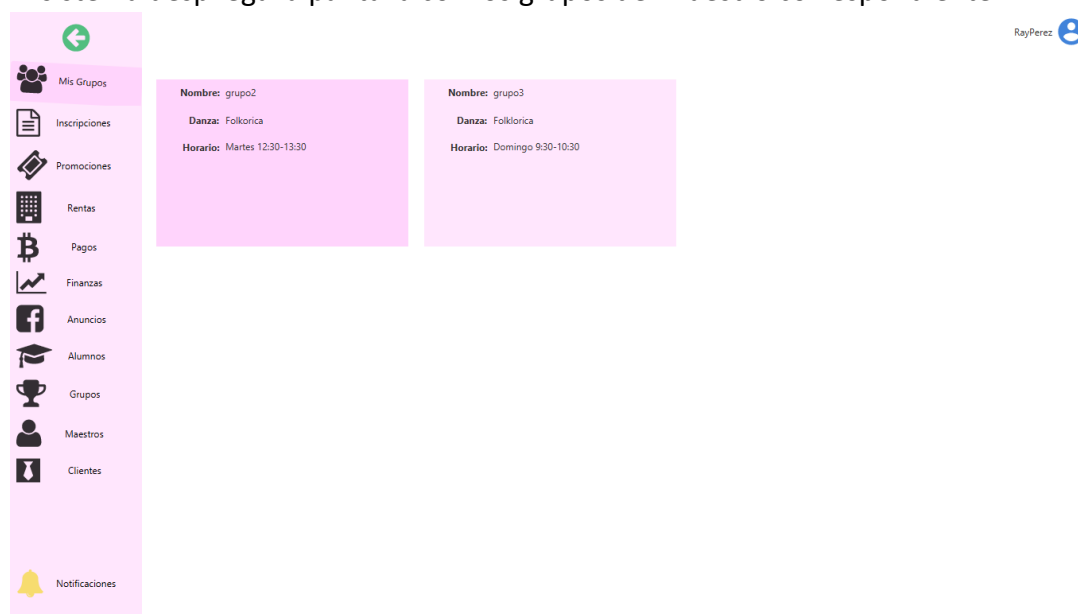 RayPerez
Mis Grupos
Inscripciones
Promociones
Rentas
Pagos
Finanzas
Anuncios
Alumnos
Grupos
Maestros
Clientes
Notificaciones
Nombre: grupo2
Danza: Folkorica
Horario: Martes 12:30-13:30
Nombre: grupo3
Danza: Folklorica
Horario: Domingo 9:30-10:30